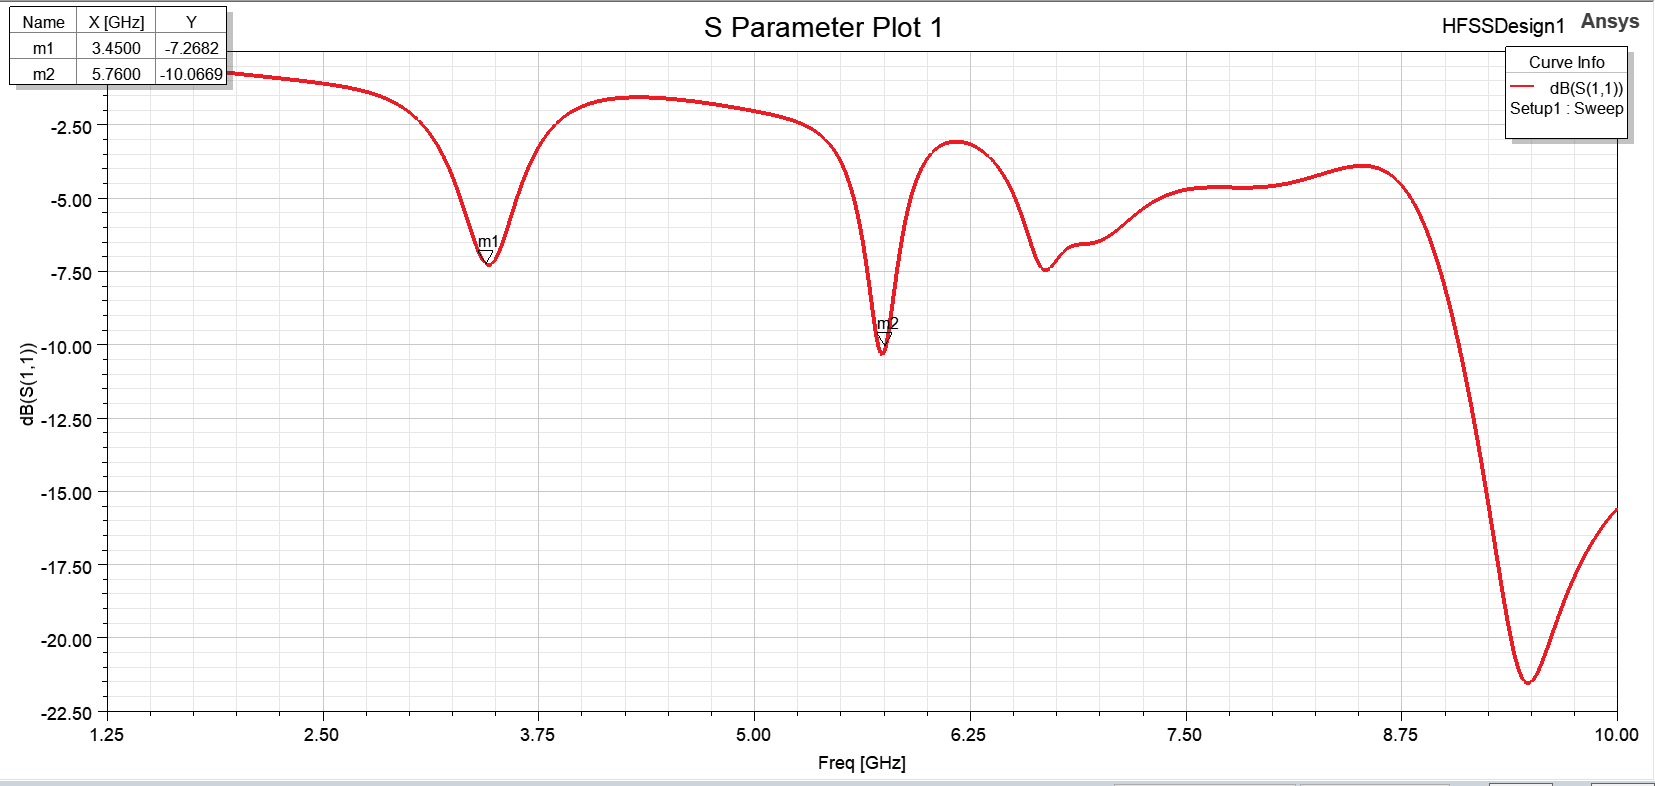 Name X [GHz] Y
m1 3.4500 -7.2682
m2 5.7600 -10.0669
S Parameter Plot 1
HFSSDesign1
Ansys
Curve Info
dB(S(1,1))
Setup1 : Sweep
m1
m2
dB(S(1,1))
-2.50
-5.00
-7.50
-10.00
-12.50
-15.00
-17.50
-20.00
-22.50
1.25 2.50 3.75 5.00 6.25 7.50 8.75 10.00
Freq [GHz]